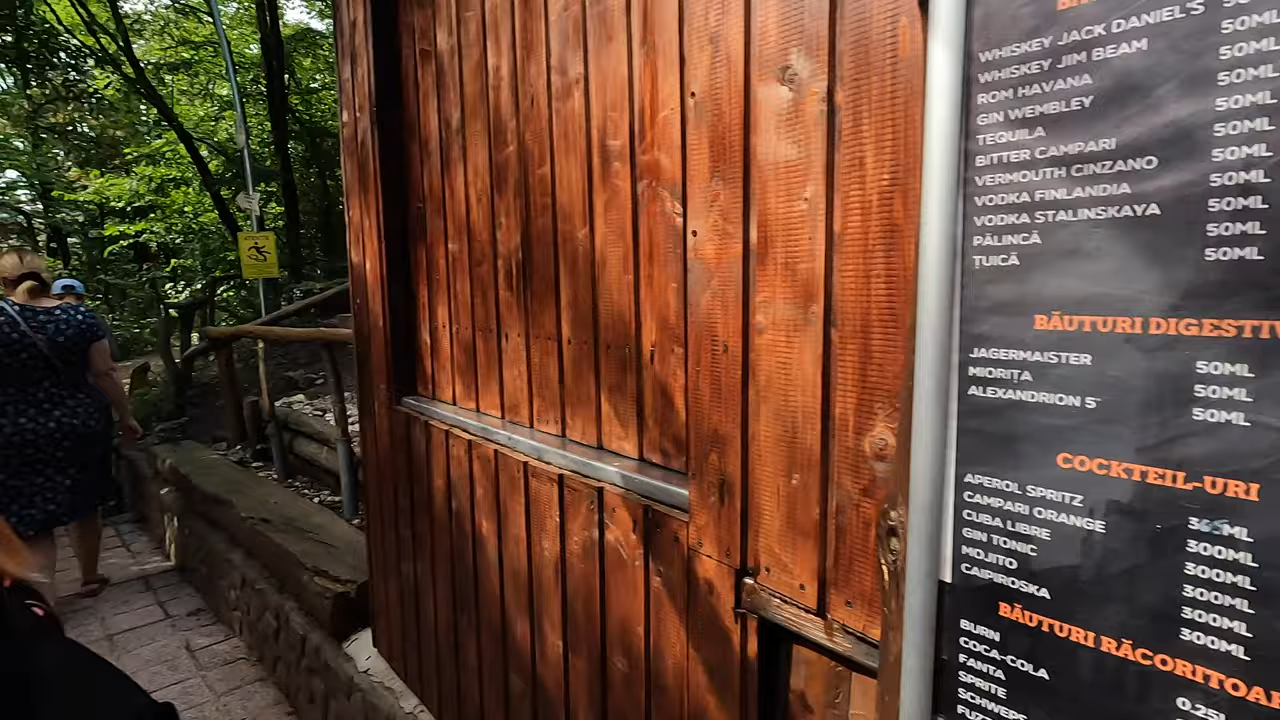 WHISKEY JACK DANIEL'S 50ML
WHISKEY JIM BEAM 50ML
ROM HAVANA 50ML
GIN WEMBLEY 50ML
TEQUILA 50ML
BITTER CAMPARI 50ML
VERMOUTH CINZANO 50ML
VODKA FINLANDIA 50ML
VODKA STALINSKAYA 50ML
PĂLINCĂ 50ML
ȚUICĂ 50ML
BĂUTURI DIGESTIV
JAGERMAISTER 50ML
MIORIȚA 50ML
ALEXANDRION 5* 50ML
COCKTEIL-URI
APEROL SPRITZ 300ML
CAMPARI ORANGE 300ML
CUBA LIBRE 300ML
GIN TONIC 300ML
MOJITO 300ML
CAIPIROSKA 300ML
BĂUTURI RĂCORITOA
BURN
COCA-COLA 0.25
FANTA
SPRITE
SCHWEPS